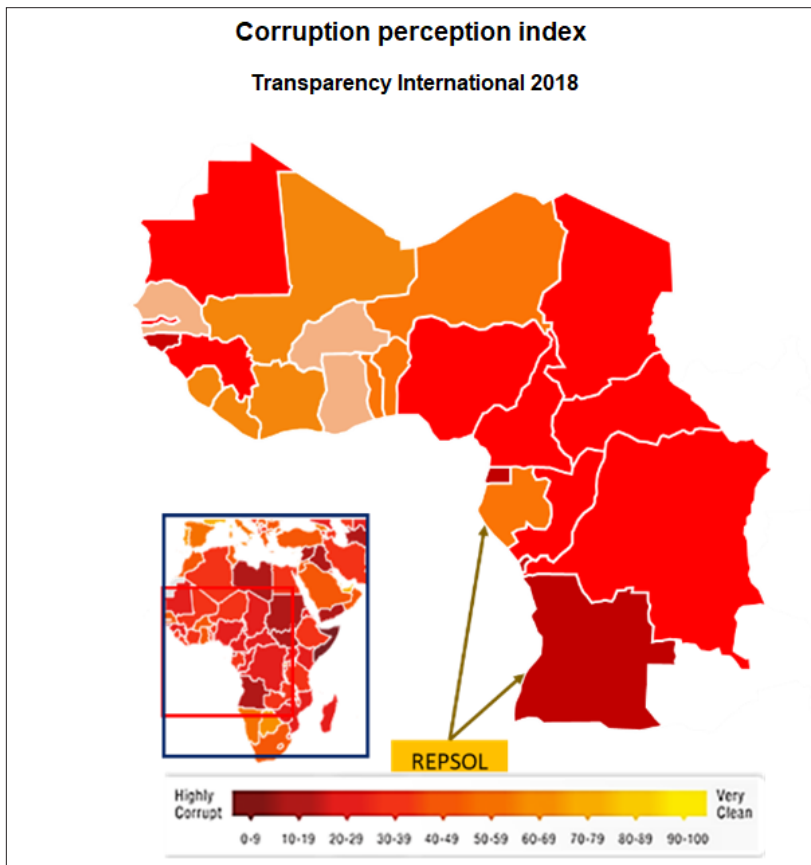 Corruption perception index
Transparency International 2018
REPSOL
Highly
Corrupt
0-9 10-19 20-29 30-39 40-49 50-59 60-69 70-79 80-89 90-100
Very
Clean